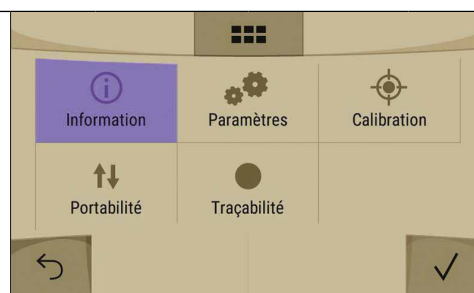 Information
Paramètres
Calibration
Portabilité
Traçabilité